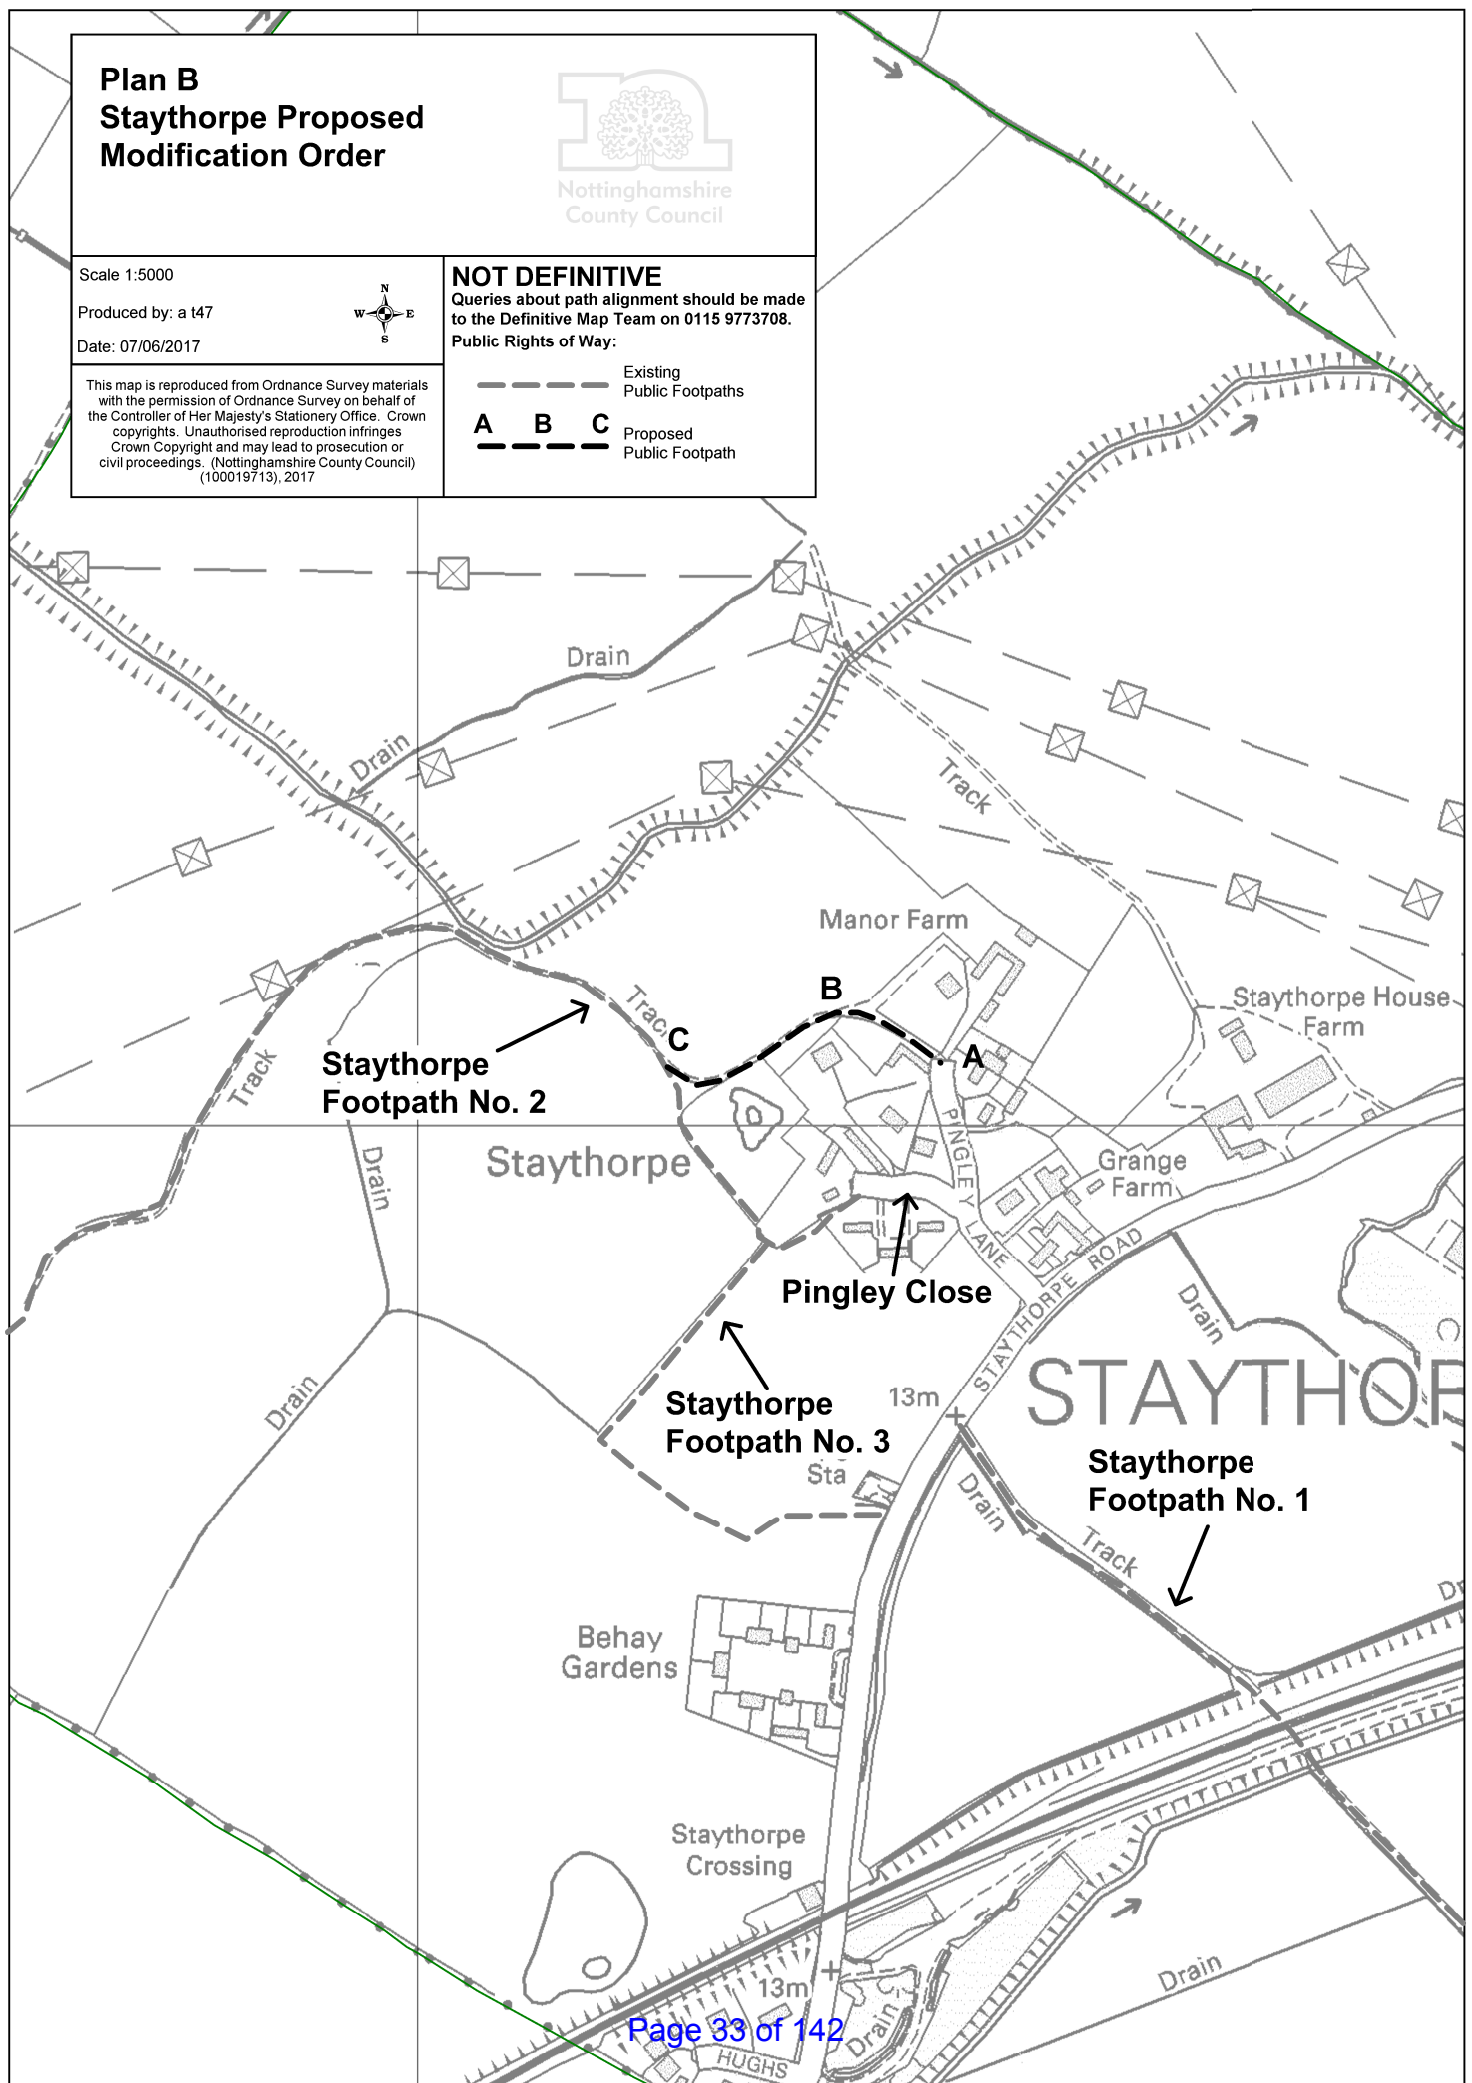 Plan B
Staythorpe Proposed
Modification Order
Nottinghamshire
County Council
Scale 1:5000
Produced by: a t47
Date: 07/06/2017
N
W
E
S
This map is reproduced from Ordnance Survey materials
with the permission of Ordnance Survey on behalf of
the Controller of Her Majesty's Stationery Office. Crown
copyrights. Unauthorised reproduction infringes
Crown Copyright and may lead to prosecution or
civil proceedings. (Nottinghamshire County Council)
(100019713), 2017
NOT DEFINITIVE
Queries about path alignment should be made
to the Definitive Map Team on 0115 9773708.
Public Rights of Way:
Existing
Public Footpaths
A B C
Proposed
Public Footpath
Drain
Drain
Track
Manor Farm
B
Track
C
A
Staythorpe House
Farm
Staythorpe
Footpath No. 2
Track
PINGLEY LANE
Drain
Staythorpe
Grange
Farm
STAYTHORPE ROAD
Pingley Close
Drain
Drain
STAYTHOR
13m
Staythorpe
Footpath No. 3
Sta
Drain
Staythorpe
Footpath No. 1
Track
Dr
Behay
Gardens
Staythorpe
Crossing
Drain
13m
Drain
Page 33 of 142
HUGHS